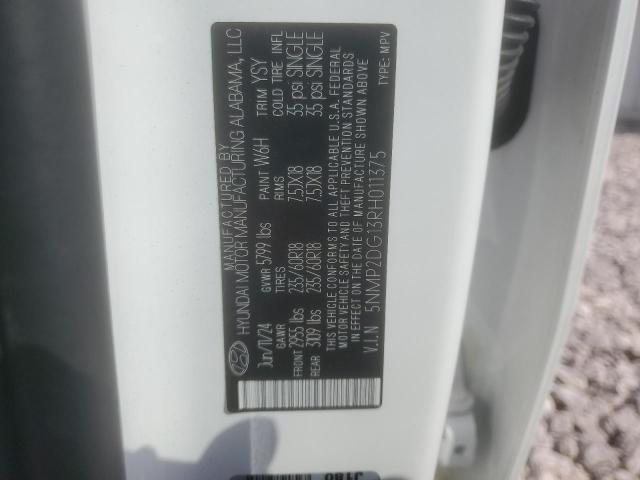 MANUFACTURED BY
HYUNDAI MOTOR MANUFACTURING ALABAMA, LLC
Jun/11/24 GVWR 5799 lbs PAINT W6H TRIM YSY
GAWR TIRES RIMS COLD TIRE INFL
FRONT 2955 lbs 235/60R18 7.5JX18 35 psi SINGLE
REAR 3109 lbs 235/60R18 7.5JX18 35 psi SINGLE
THIS VEHICLE CONFORMS TO ALL APPLICABLE U.S.A. FEDERAL
MOTOR VEHICLE SAFETY AND THEFT PREVENTION STANDARDS
IN EFFECT ON THE DATE OF MANUFACTURE SHOWN ABOVE
V.I.N 5NMP2DG13RH011375 TYPE: MPV